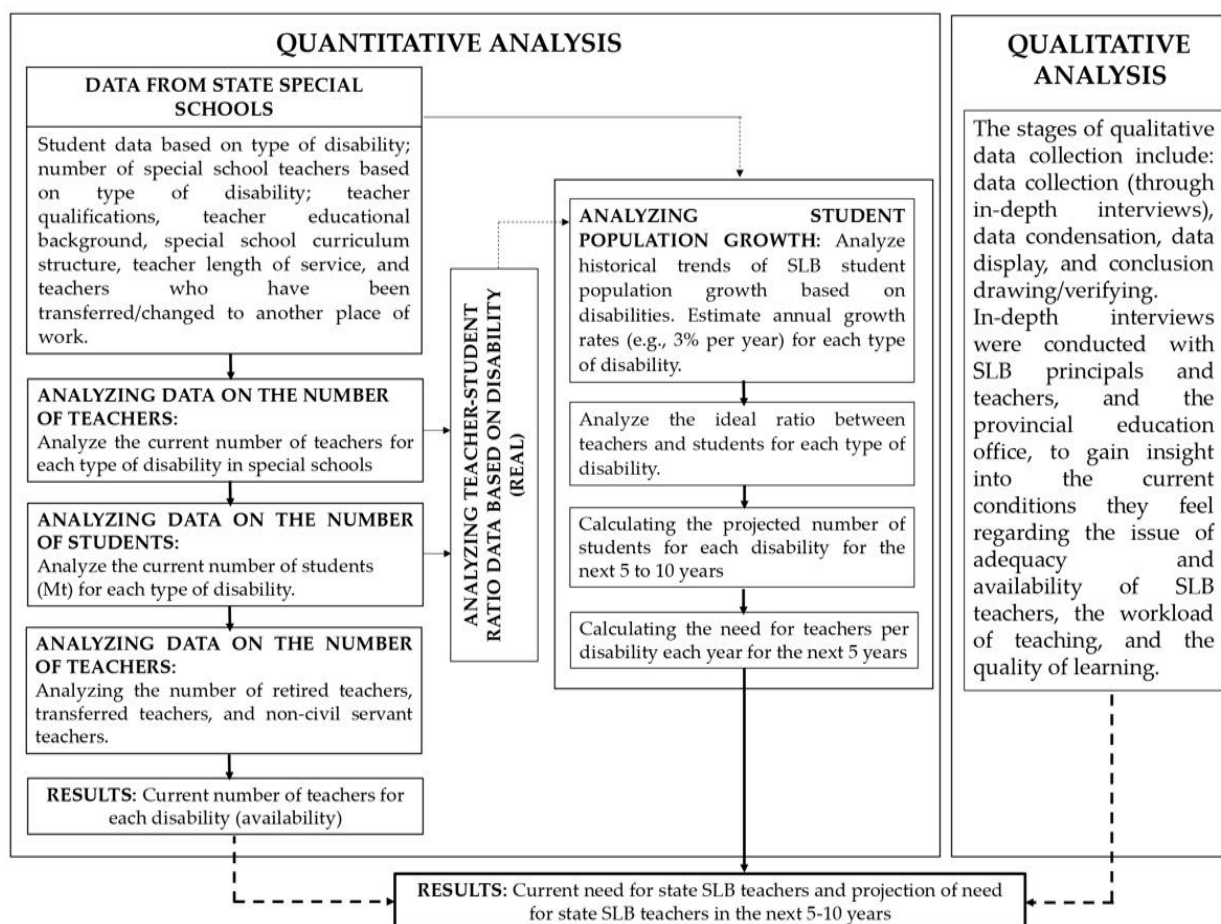 QUANTITATIVE ANALYSIS
DATA FROM STATE SPECIAL
SCHOOLS
Student data based on type of disability;
number of special school teachers based
on type of disability; teacher
qualifications, teacher educational
background, special school curriculum
structure, teacher length of service, and
teachers who have been
transferred/changed to another place of
work.
ANALYZING DATA ON THE NUMBER
OF TEACHERS:
Analyze the current number of teachers for
each type of disability in special schools
ANALYZING DATA ON THE NUMBER
OF STUDENTS:
Analyze the current number of students
(Mt) for each type of disability.
ANALYZING DATA ON THE NUMBER
OF TEACHERS:
Analyzing the number of retired teachers,
transferred teachers, and non-civil servant
teachers.
RESULTS: Current number of teachers for
each disability (availability)
ANALYZING TEACHER-STUDENT
RATIO DATA BASED ON DISABILITY
(REAL)
ANALYZING STUDENT
POPULATION GROWTH: Analyze
historical trends of SLB student
population growth based on
disabilities. Estimate annual growth
rates (e.g., 3% per year) for each type
of disability.
Analyze the ideal ratio between
teachers and students for each type of
disability.
Calculating the projected number of
students for each disability for the
next 5 to 10 years
Calculating the need for teachers per
disability each year for the next 5 years
QUALITATIVE
ANALYSIS
The stages of qualitative
data collection include:
data collection (through
in-depth interviews),
data condensation, data
display, and conclusion
drawing/verifying.
In-depth interviews
were conducted with
SLB principals and
teachers, and the
provincial education
office, to gain insight
into the current
conditions they feel
regarding the issue of
adequacy and
availability of SLB
teachers, the workload
of teaching, and the
quality of learning.
RESULTS: Current need for state SLB teachers and projection of need
for state SLB teachers in the next 5-10 years